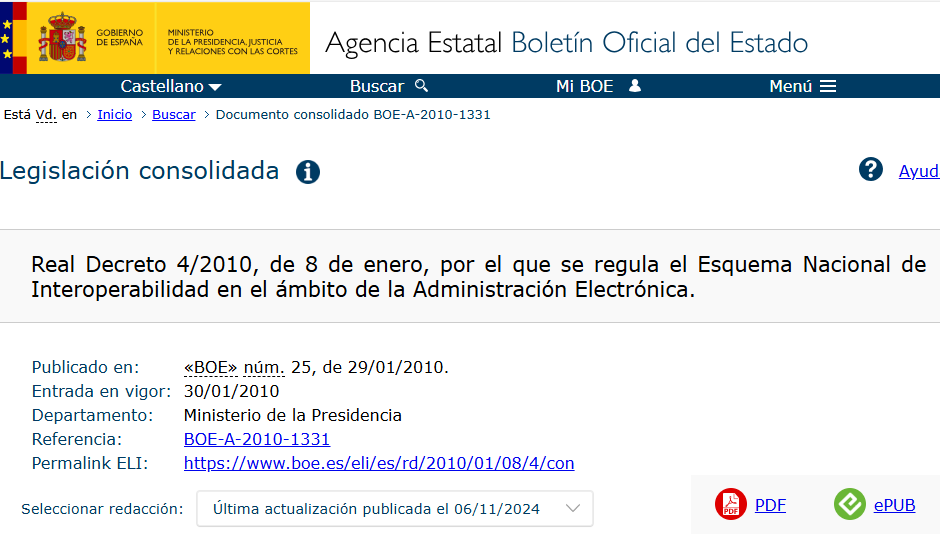 GOBIERNO
DE ESPAÑA
MINISTERIO
DE LA PRESIDENCIA, JUSTICIA
Y RELACIONES CON LAS CORTES
Agencia Estatal Boletín Oficial del Estado
Castellano Buscar Mi BOE Menú
Está Vd. en > Inicio > Buscar > Documento consolidado BOE-A-2010-1331
Legislación consolidada i ? Ayud
Real Decreto 4/2010, de 8 de enero, por el que se regula el Esquema Nacional de
Interoperabilidad en el ámbito de la Administración Electrónica.
Publicado en: «BOE» núm. 25, de 29/01/2010.
Entrada en vigor: 30/01/2010
Departamento: Ministerio de la Presidencia
Referencia: BOE-A-2010-1331
Permalink ELI: https://www.boe.es/eli/es/rd/2010/01/08/4/con
Seleccionar redacción: Última actualización publicada el 06/11/2024 PDF PDF e ePUB